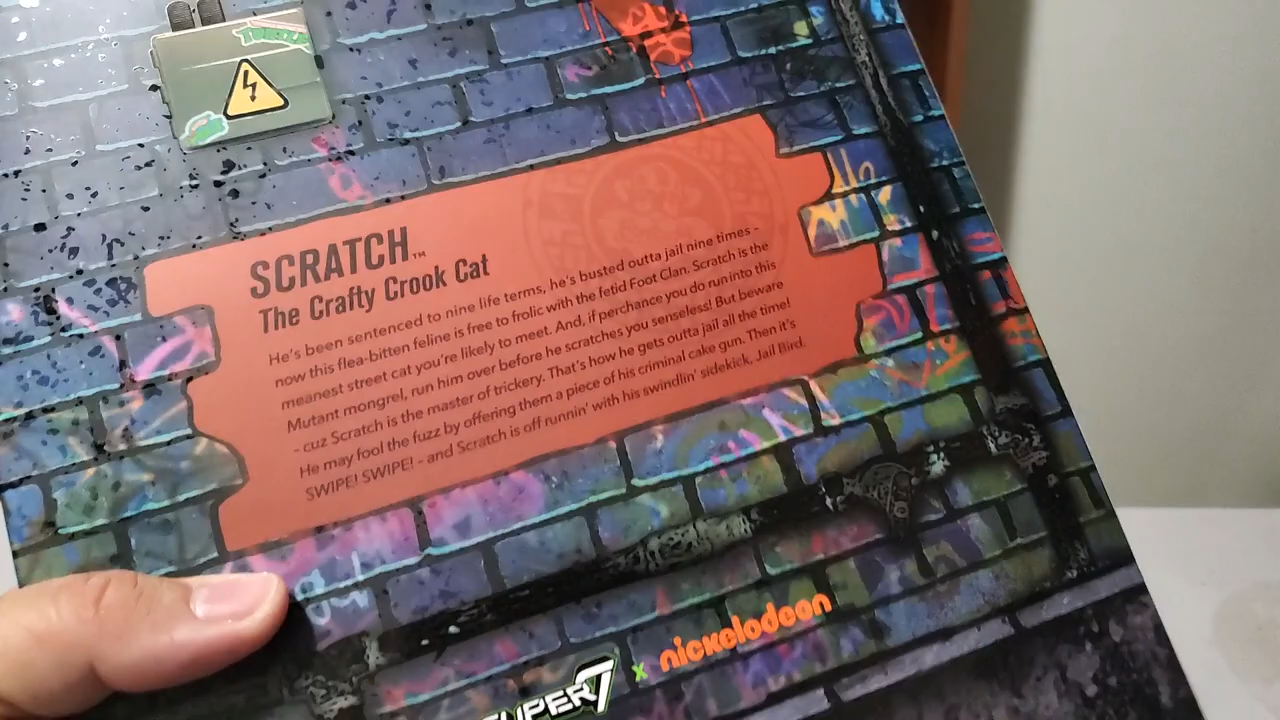 TURTLES
SCRATCH™
The Crafty Crook Cat
He's been sentenced to nine life terms, he's busted outta jail nine times -
now this flea-bitten feline is free to frolic with the fetid Foot Clan. Scratch is the
meanest street cat you're likely to meet. And, if perchance you do run into this
Mutant mongrel, run him over before he scratches you senseless! But beware
- cuz Scratch is the master of trickery. That's how he gets outta jail all the time!
He may fool the fuzz by offering them a piece of his criminal cake gun. Then it's
SWIPE! SWIPE! - and Scratch is off runnin' with his swindlin' sidekick, Jail Bird.
SUPER7 x nickelodeon